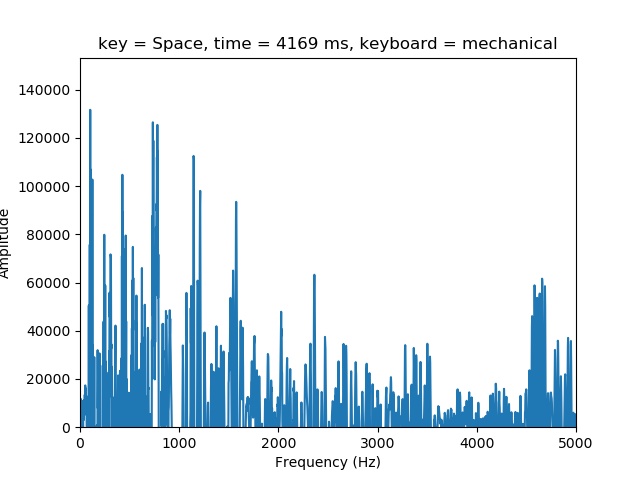 key = Space, time = 4169 ms, keyboard = mechanical
140000
120000
100000
80000
60000
40000
20000
0
Amplitude
0 1000 2000 3000 4000 5000
Frequency (Hz)